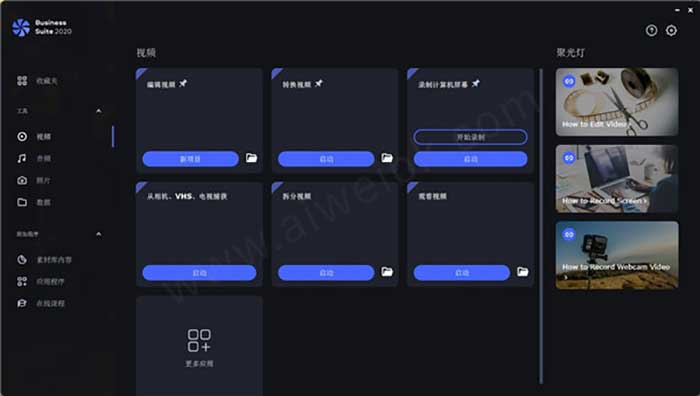 Business
Suite 2020
收藏夹
工具
视频
音频
照片
数据
附加程序
素材库内容
应用程序
在线课程
视频
编辑视频
新项目
转换视频
启动
录制计算机屏幕
开始录制
启动
从相机、VHS、电视捕获
启动
拆分视频
启动
观看视频
启动
更多应用
聚光灯
How to Edit Video ›
How to Record Screen ›
How to Record Webcam Video
›
www.aiweibk.com